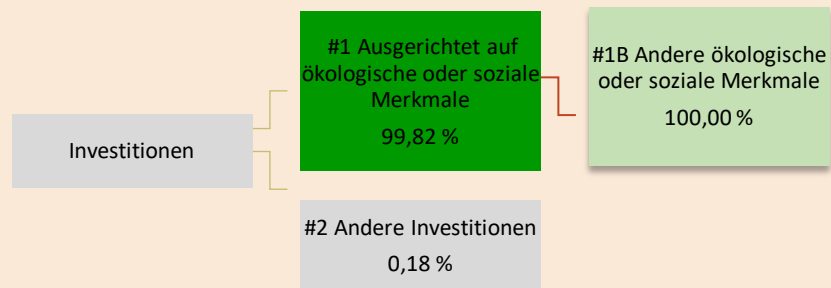 Investitionen
#1 Ausgerichtet auf
ökologische oder soziale
Merkmale
99,82 %
#1B Andere ökologische
oder soziale Merkmale
100,00 %
#2 Andere Investitionen
0,18 %